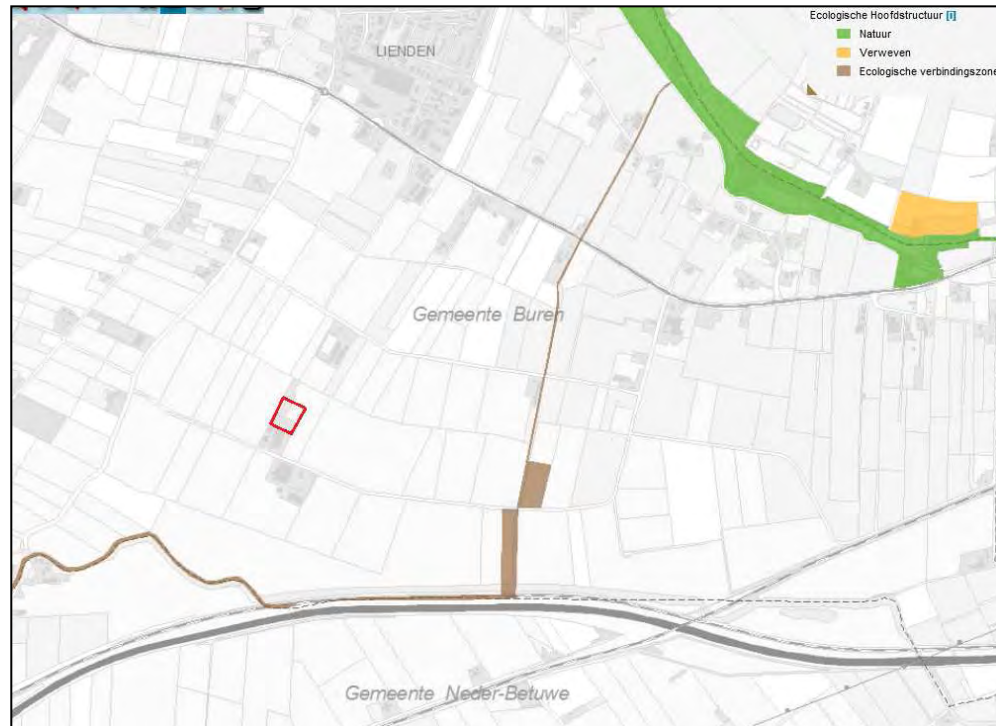 Ecologische Hoofdstructuur [i]
Natuur
Verweven
Ecologische verbindingszone
LIENDEN
Gemeente Buren
Gemeente Neder-Betuwe